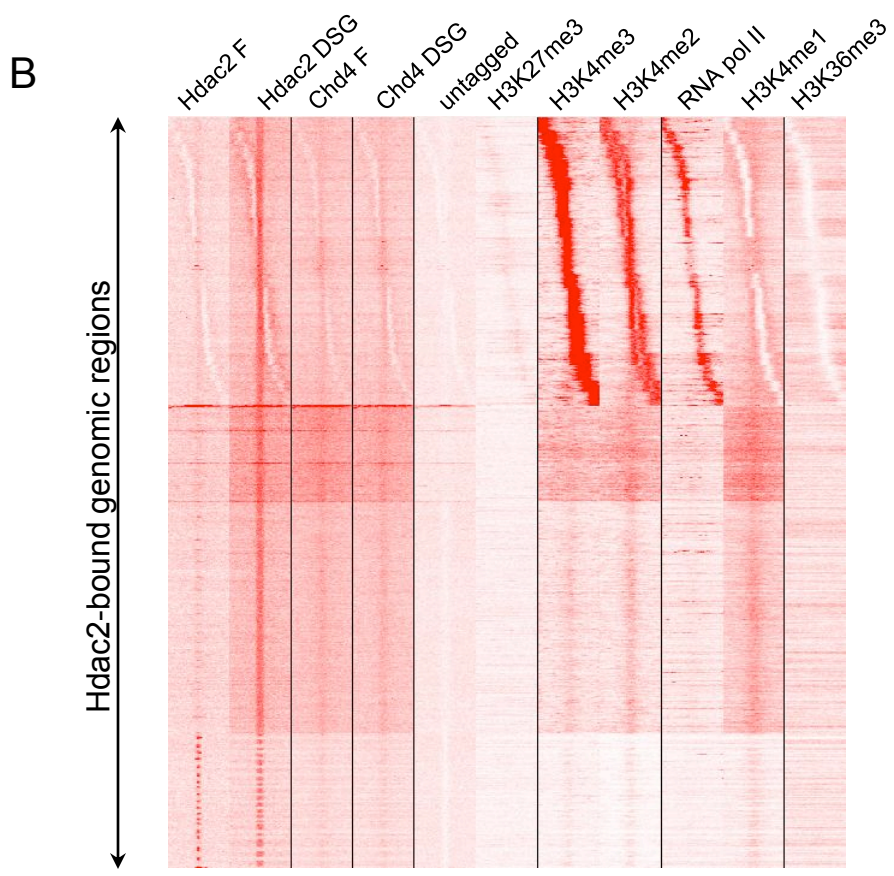 B
Hdac2 F
Hdac2 DSG
Chd4 F
Chd4 DSG
untagged
H3K27me3
H3K4me3
H3K4me2
RNA pol II
H3K4me1
H3K36me3
Hdac2-bound genomic regions